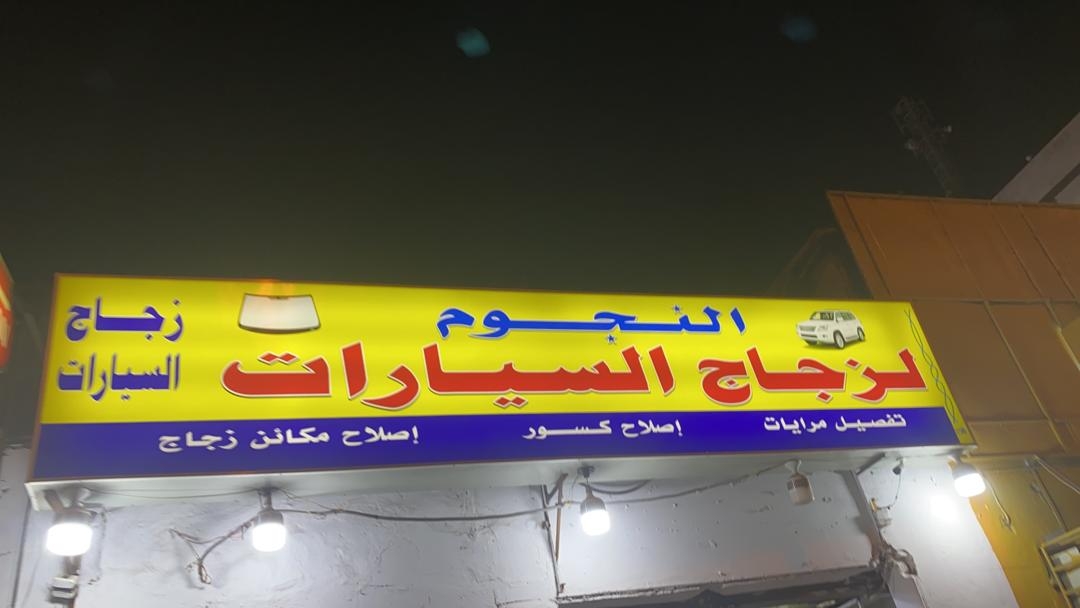 النجوم
لزجاج السيارات
زجاج
السيارات
تفصيل مرايات إصلاح كسور إصلاح مكائن زجاج